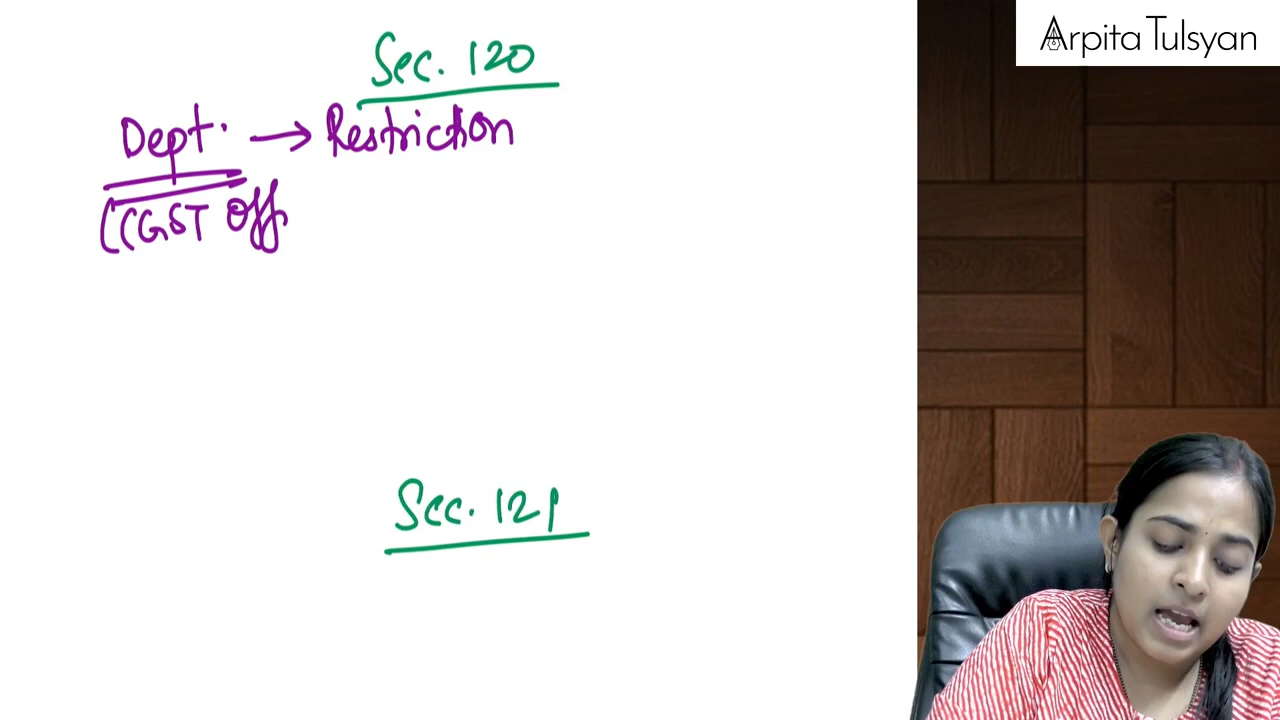 Arpita Tulsyan
Sec. 120
Dept. → Restriction
(CGST Off
Sec. 121